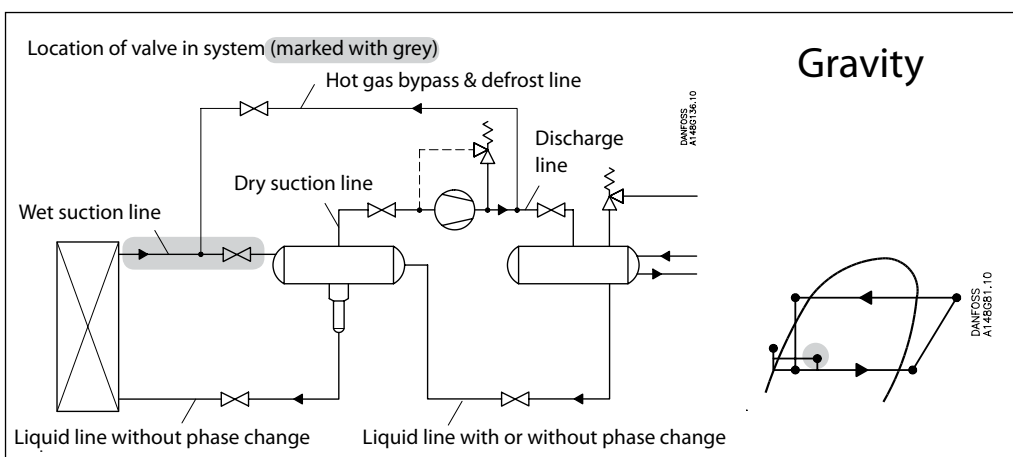 Location of valve in system (marked with grey)
Gravity
Hot gas bypass & defrost line
DANFOSS
A148G136.10
Discharge
line
Dry suction line
Wet suction line
DANFOSS
A148G81.10
Liquid line without phase change
Liquid line with or without phase change